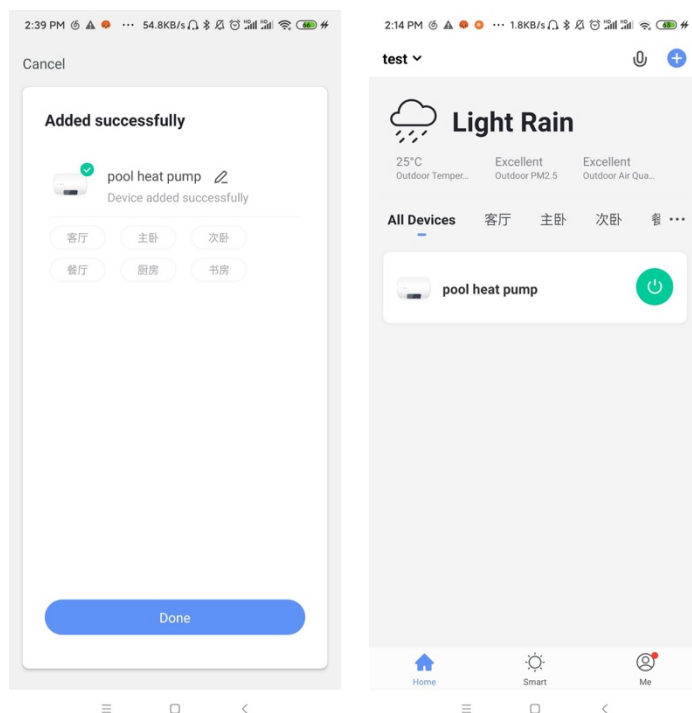 2:39 PM
54.8KB/s
66
Cancel
Added successfully
pool heat pump
Device added successfully
客厅
主卧
次卧
餐厅
厨房
书房
Done
2:14 PM
1.8KB/s
63
test
Light Rain
25°C
Excellent
Excellent
Outdoor Temper...
Outdoor PM2.5
Outdoor Air Qua...
All Devices
客厅
主卧
次卧
pool heat pump
Home
Smart
Me